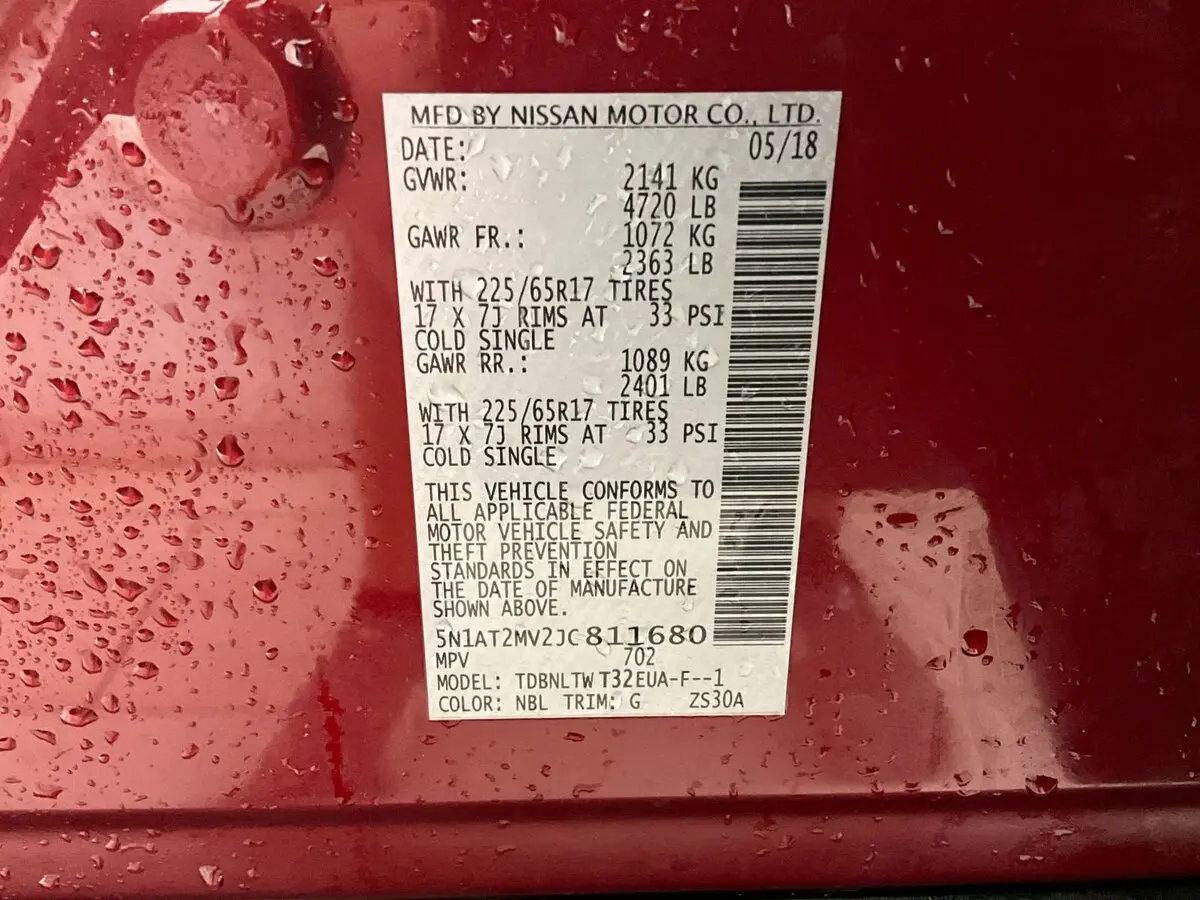 MFD BY NISSAN MOTOR CO., LTD.
DATE: 05/18
GVWR: 2141 KG
4720 LB
GAWR FR.: 1072 KG
2363 LB
WITH 225/65R17 TIRES
17 X 7J RIMS AT 33 PSI
COLD SINGLE
GAWR RR.: 1089 KG
2401 LB
WITH 225/65R17 TIRES
17 X 7J RIMS AT 33 PSI
COLD SINGLE
THIS VEHICLE CONFORMS TO
ALL APPLICABLE FEDERAL
MOTOR VEHICLE SAFETY AND
THEFT PREVENTION
STANDARDS IN EFFECT ON
THE DATE OF MANUFACTURE
SHOWN ABOVE.
5N1AT2MV2JC811680
MPV 702
MODEL: TDBNLTW T32EUA-F--1
COLOR: NBL TRIM: G ZS30A